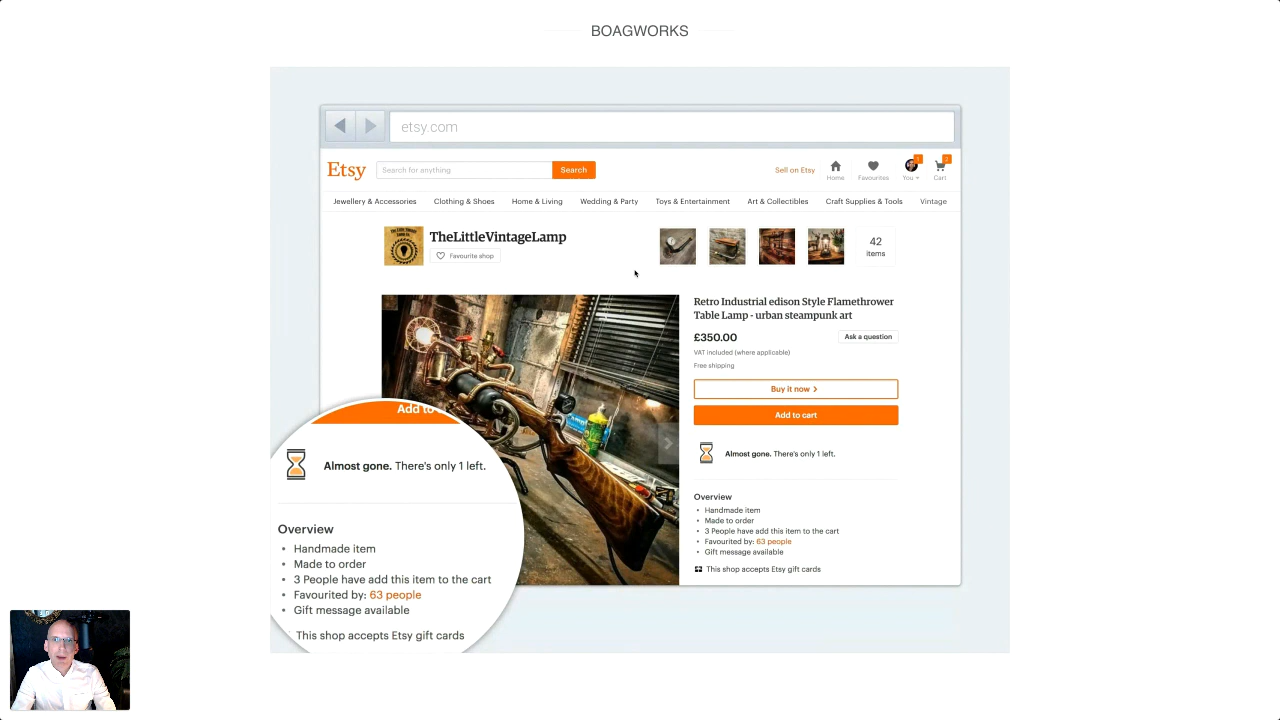 BOAGWORKS
etsy.com
Etsy
Search for anything
Search
Sell on Etsy
Home
Favourites
You
Cart
Jewellery & Accessories
Clothing & Shoes
Home & Living
Wedding & Party
Toys & Entertainment
Art & Collectibles
Craft Supplies & Tools
Vintage
TheLittleVintageLamp
Favourite shop
42
items
Retro Industrial edison Style Flamethrower
Table Lamp - urban steampunk art
£350.00
Ask a question
VAT included (where applicable)
Free shipping
Buy it now
Add to cart
Almost gone. There's only 1 left.
Overview
• Handmade item
• Made to order
• 3 People have add this item to the cart
• Favourited by: 63 people
• Gift message available
This shop accepts Etsy gift cards
Add to
Almost gone. There's only 1 left.
Overview
• Handmade item
• Made to order
• 3 People have add this item to the cart
• Favourited by: 63 people
• Gift message available
This shop accepts Etsy gift cards